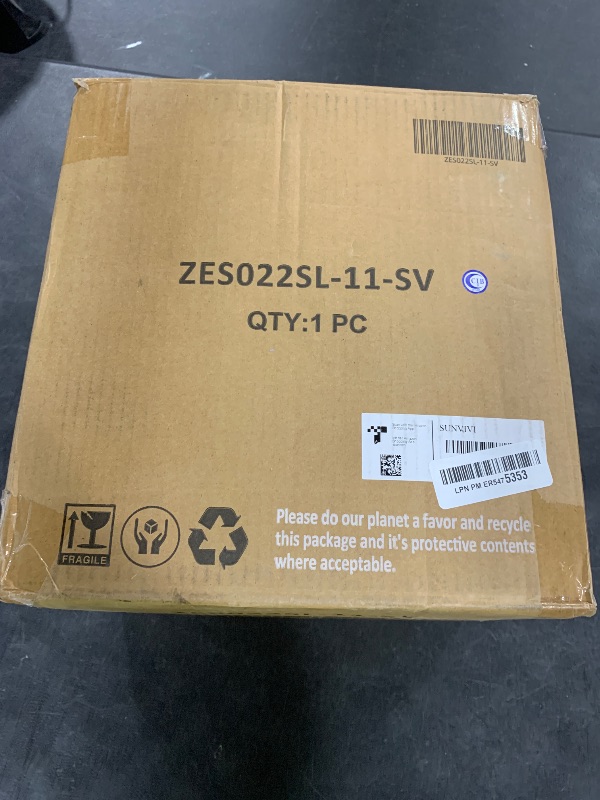 ZES022SL-11-SV
ZES022SL-11-SV
QTY:1 PC
SUNVIVI
LPN PM ER5475353
FRAGILE
Please do our planet a favor and recycle
this package and it's protective contents
where acceptable.